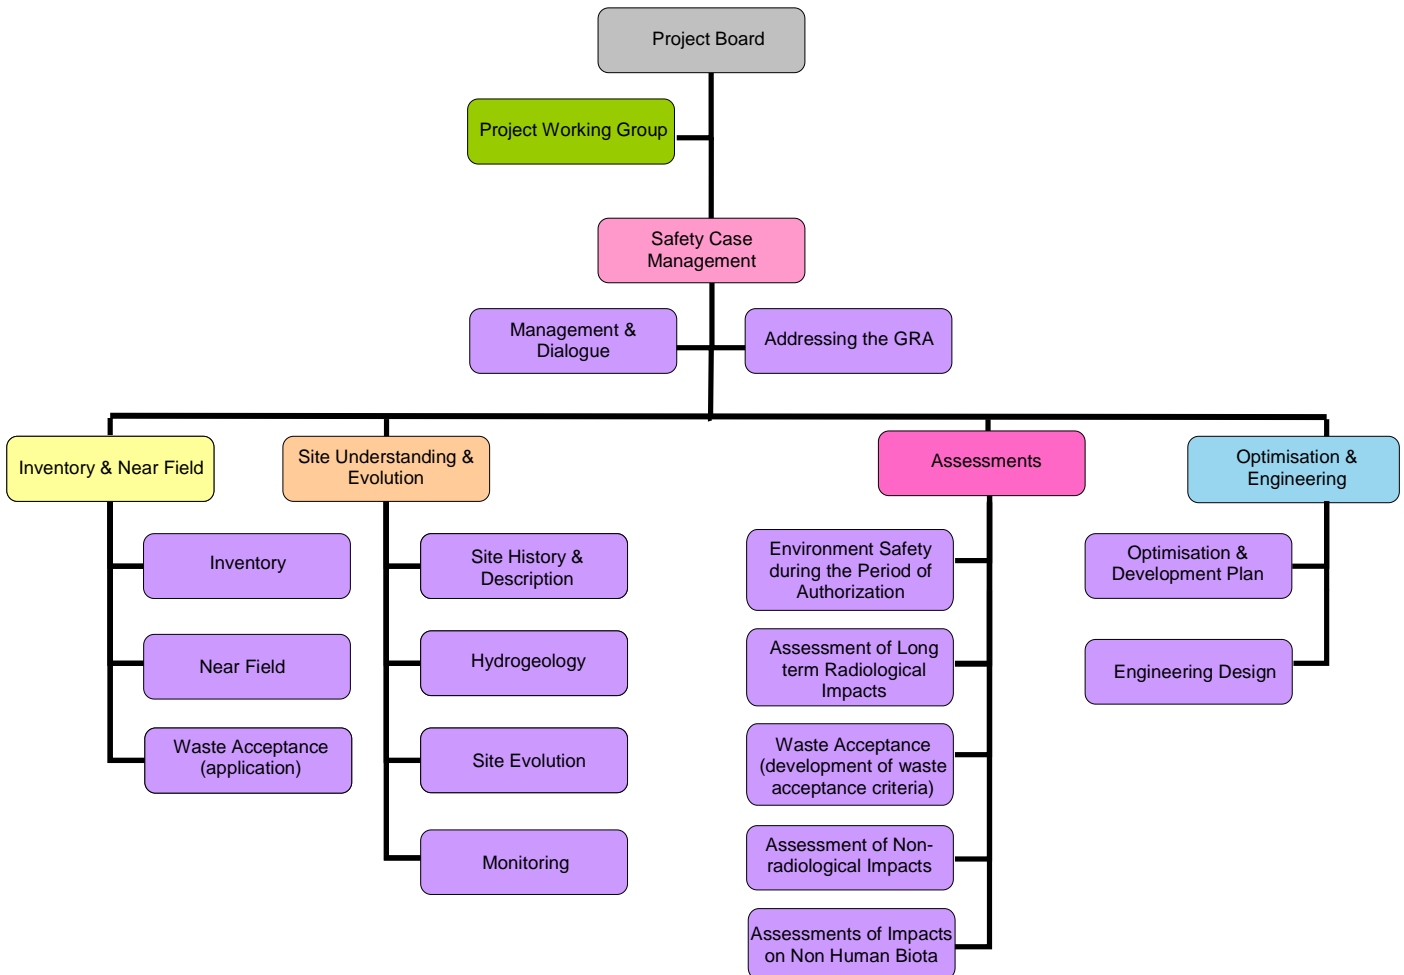 Project Board
Project Working Group
Safety Case
Management
Management &
Dialogue
Addressing the GRA
Inventory & Near Field
Site Understanding &
Evolution
Assessments
Optimisation &
Engineering
Inventory
Near Field
Waste Acceptance
(application)
Site History &
Description
Hydrogeology
Site Evolution
Monitoring
Environment Safety
during the Period of
Authorization
Assessment of Long
term Radiological
Impacts
Waste Acceptance
(development of waste
acceptance criteria)
Assessment of Non-
radiological Impacts
Assessments of Impacts
on Non Human Biota
Optimisation &
Development Plan
Engineering Design